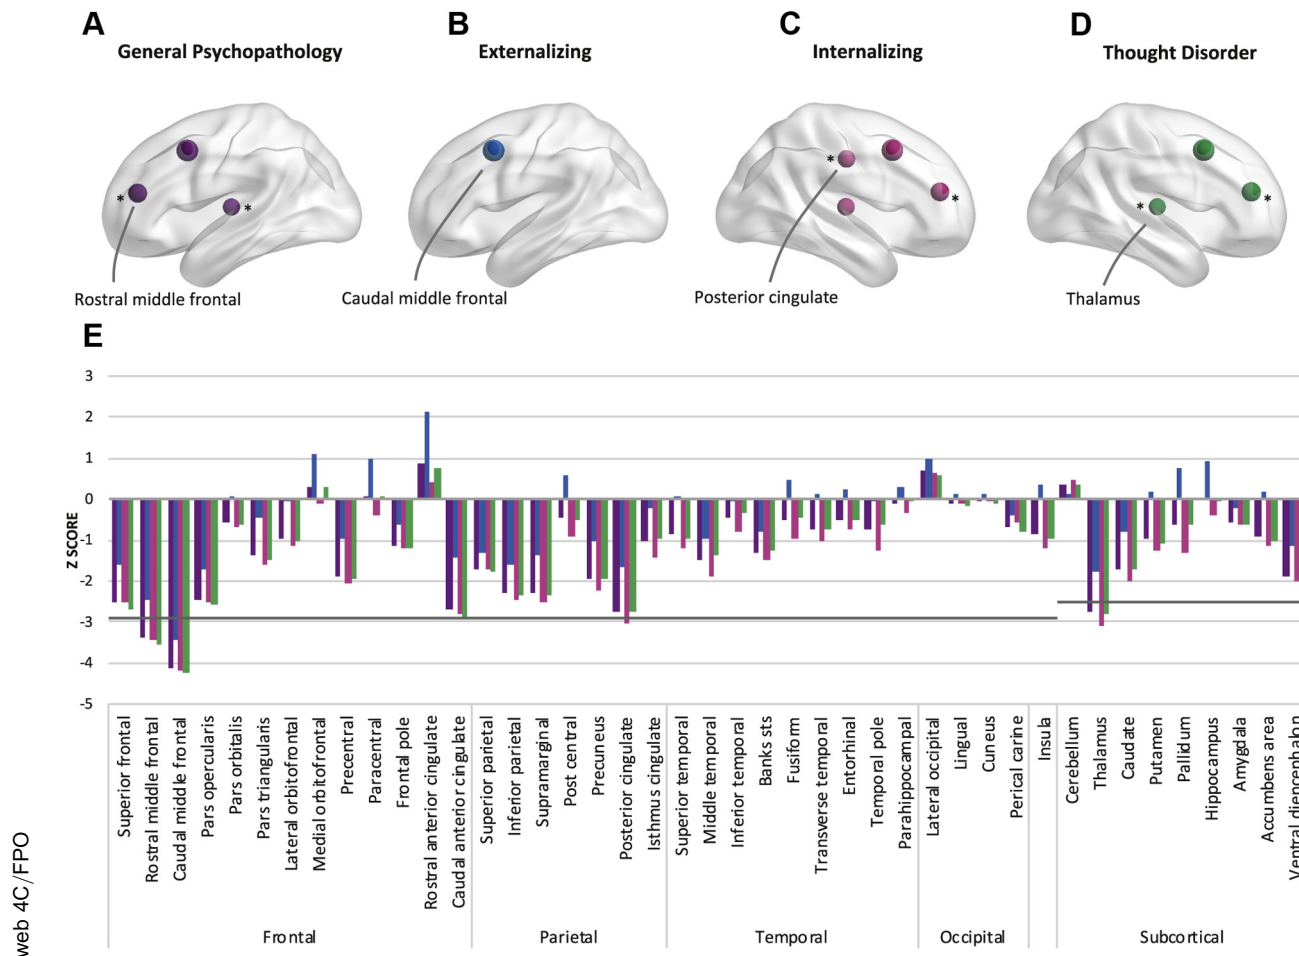 A
General Psychopathology
B
Externalizing
C
Internalizing
D
Thought Disorder
*
*
*
*
*
*
Rostral middle frontal
Caudal middle frontal
Posterior cingulate
Thalamus
E
Z SCORE
3
2
1
0
-1
-2
-3
-4
-5
Superior frontal
Rostral middle frontal
Caudal middle frontal
Pars opercularis
Pars orbitalis
Pars triangularis
Lateral orbitofrontal
Medial orbitofrontal
Precentral
Paracentral
Frontal pole
Rostral anterior cingulate
Caudal anterior cingulate
Superior parietal
Inferior parietal
Supramarginal
Post central
Precuneus
Posterior cingulate
Isthmus cingulate
Superior temporal
Middle temporal
Inferior temporal
Banks sts
Fusiform
Transverse temporal
Entorhinal
Temporal pole
Parahippocampal
Lateral occipital
Lingual
Cuneus
Perical carine
Insula
Cerebellum
Thalamus
Caudate
Putamen
Pallidum
Hippocampus
Amygdala
Accumbens area
Ventral diencephalon
Frontal
Parietal
Temporal
Occipital
Subcortical
web 4C/FPO